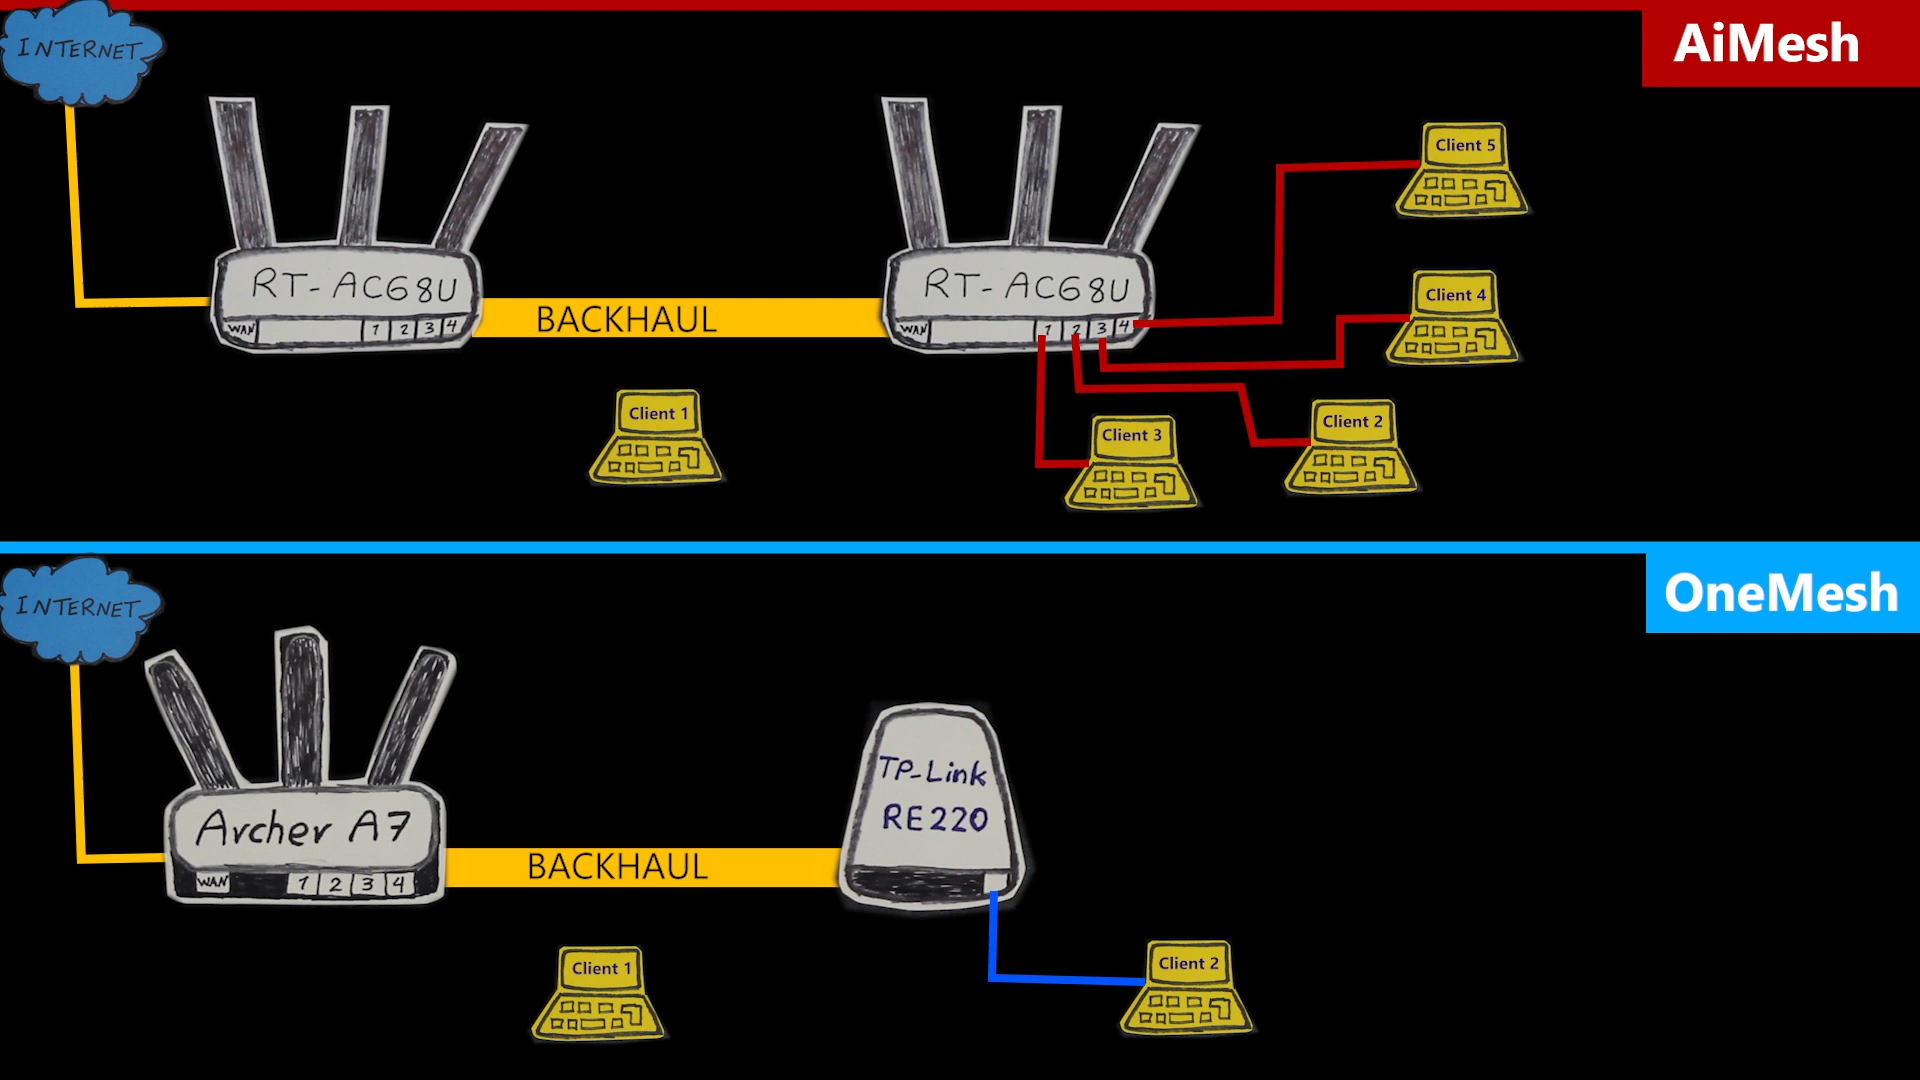 INTERNET
AiMesh
RT-AC68U
WAN 1 2 3 4
BACKHAUL
RT-AC68U
WAN 1 2 3 4
Client 5
Client 4
Client 1
Client 3
Client 2
INTERNET
OneMesh
Archer A7
WAN 1 2 3 4
BACKHAUL
TP-Link
RE220
Client 1
Client 2